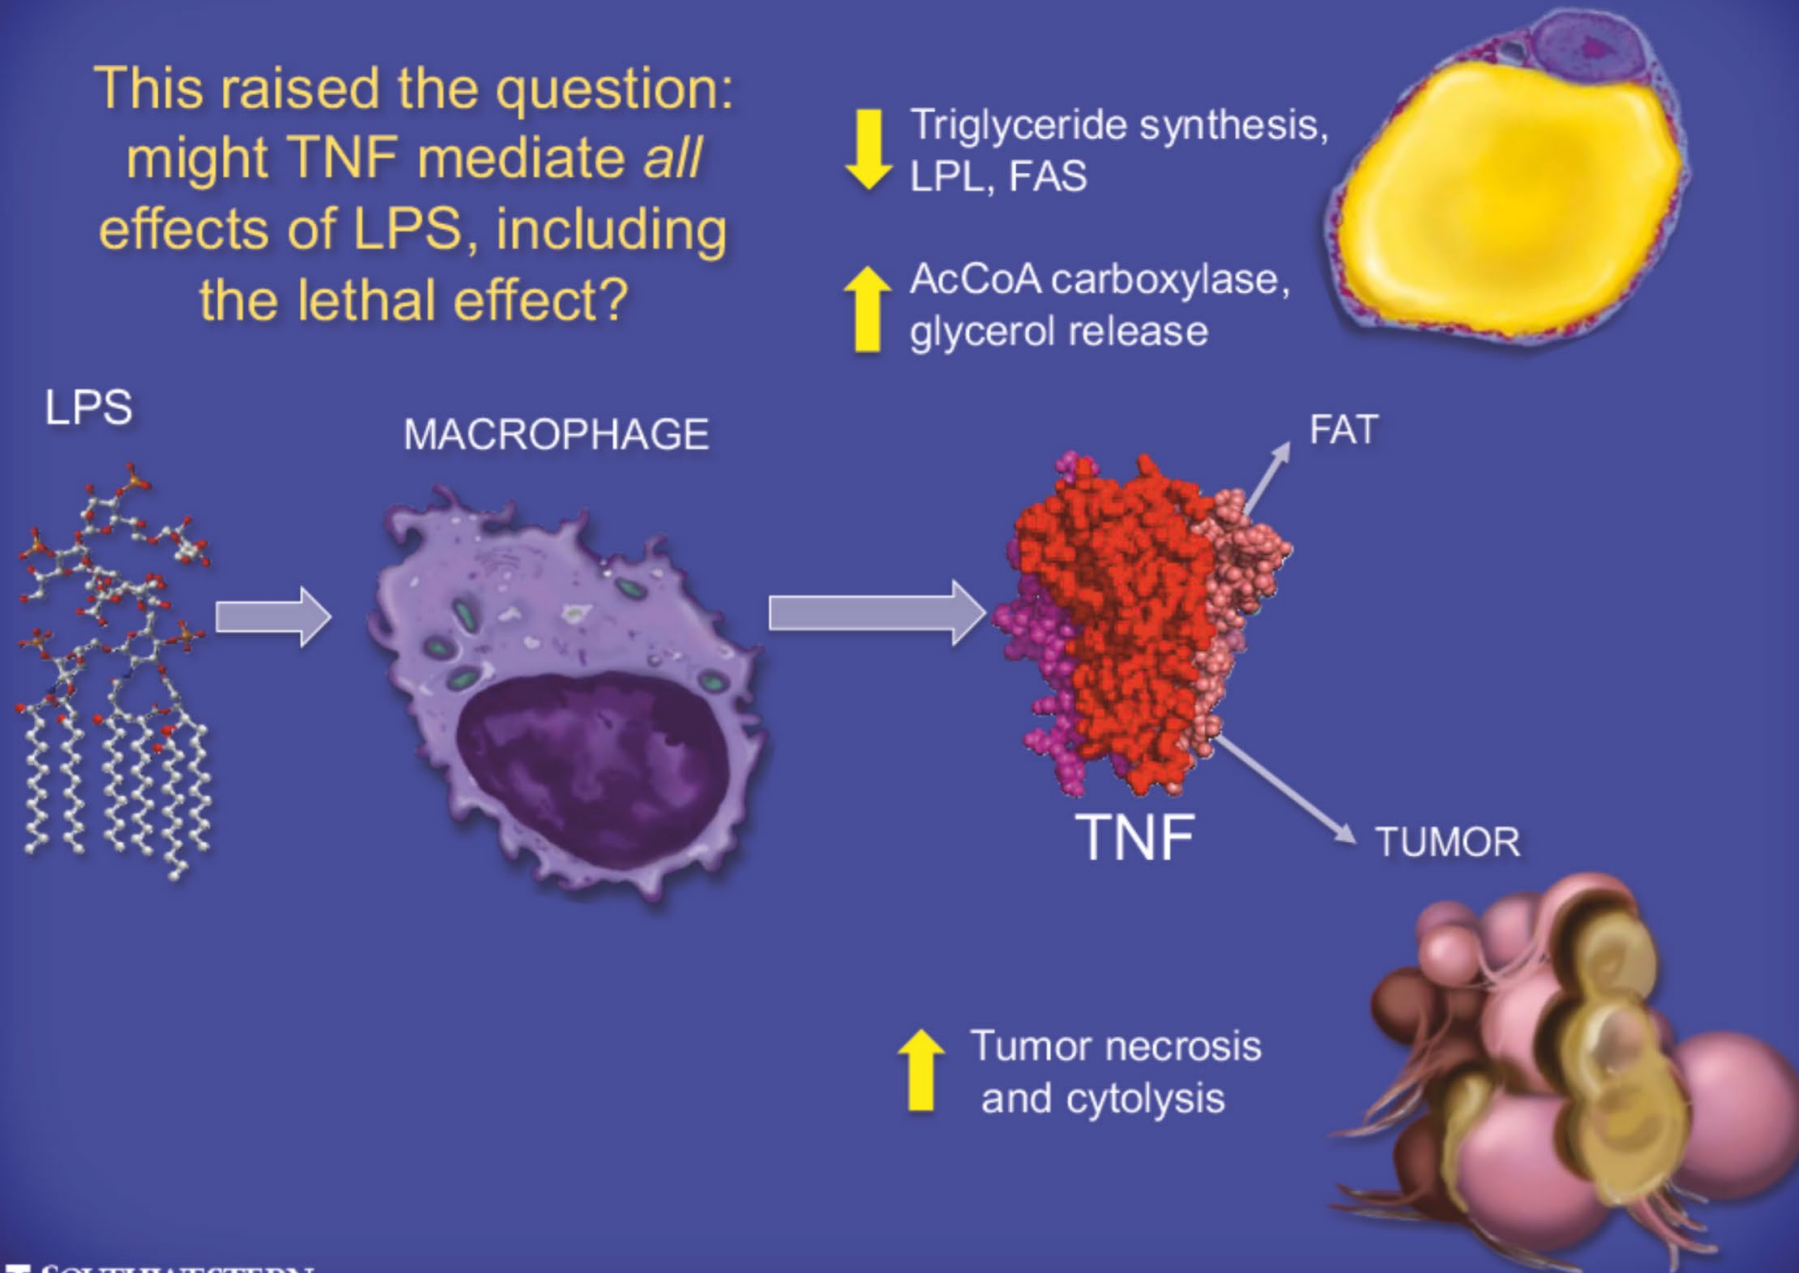 This raised the question:
might TNF mediate all
effects of LPS, including
the lethal effect?
Triglyceride synthesis,
LPL, FAS
AcCoA carboxylase,
glycerol release
LPS
MACROPHAGE
FAT
TNF
TUMOR
Tumor necrosis
and cytolysis
SOUTHWESTERN